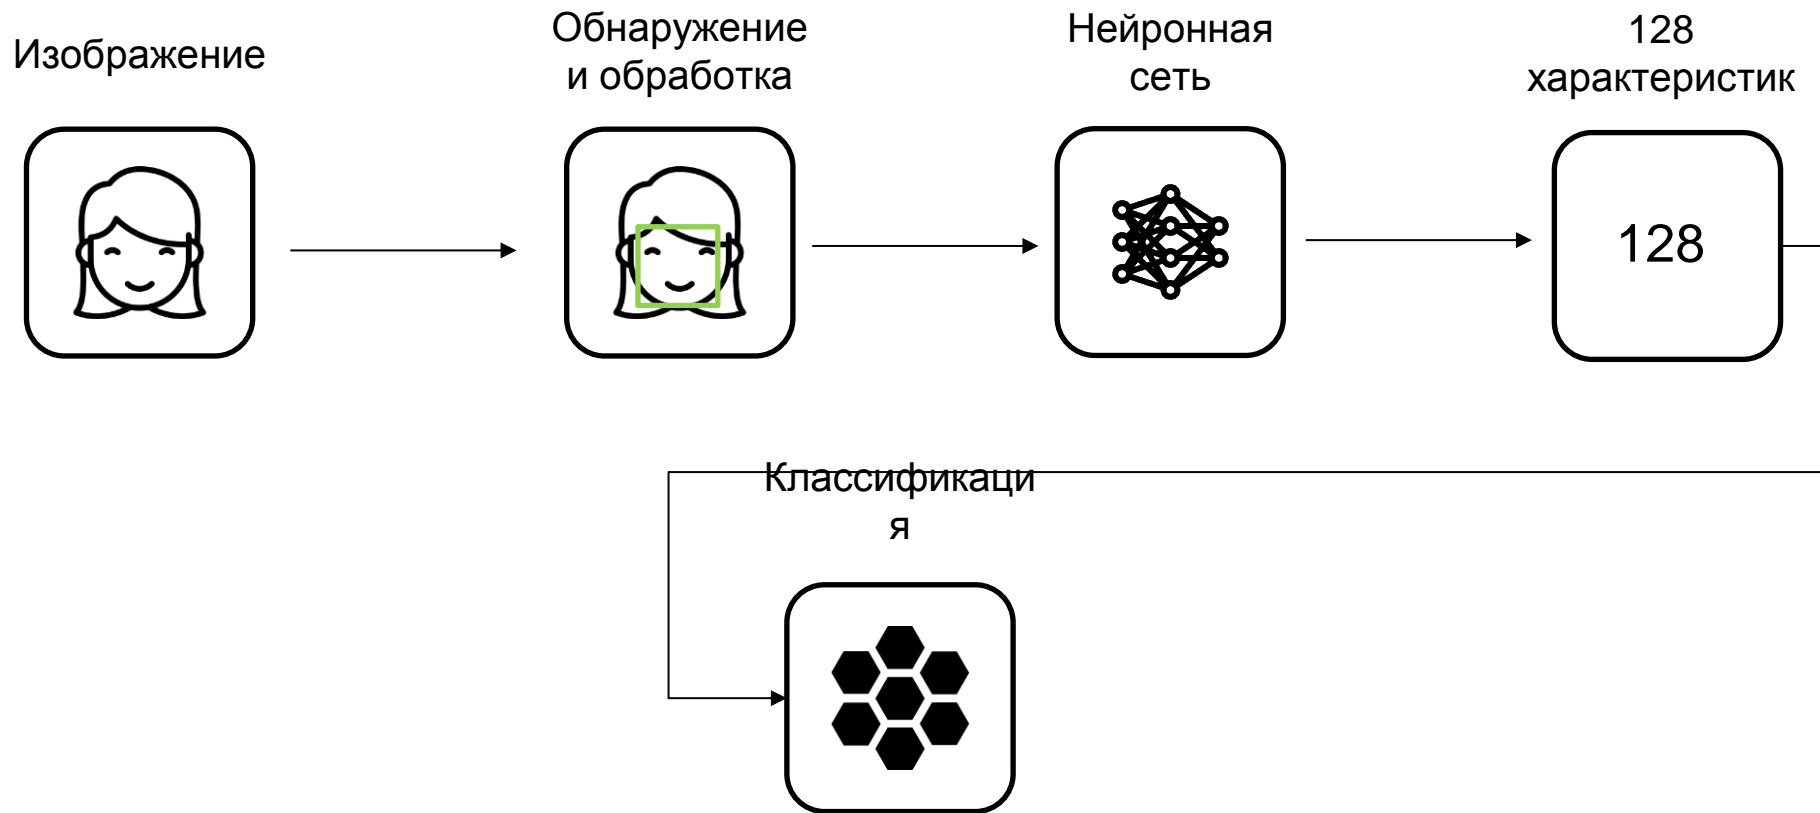 Изображение
Обнаружение
и обработка
Нейронная
сеть
128
характеристик
128
Классификаци
я